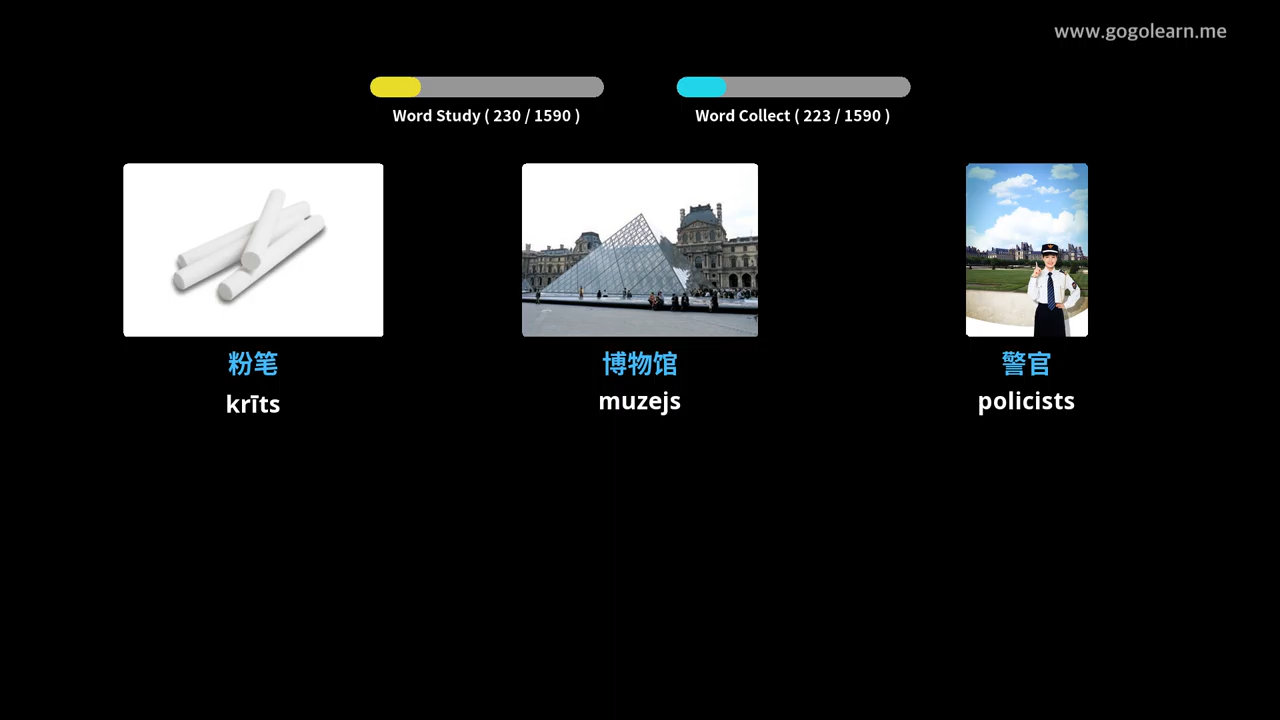 www.gogolearn.me
Word Study ( 230 / 1590 )
Word Collect ( 223 / 1590 )
粉笔
krīts
博物馆
muzejs
警官
policists